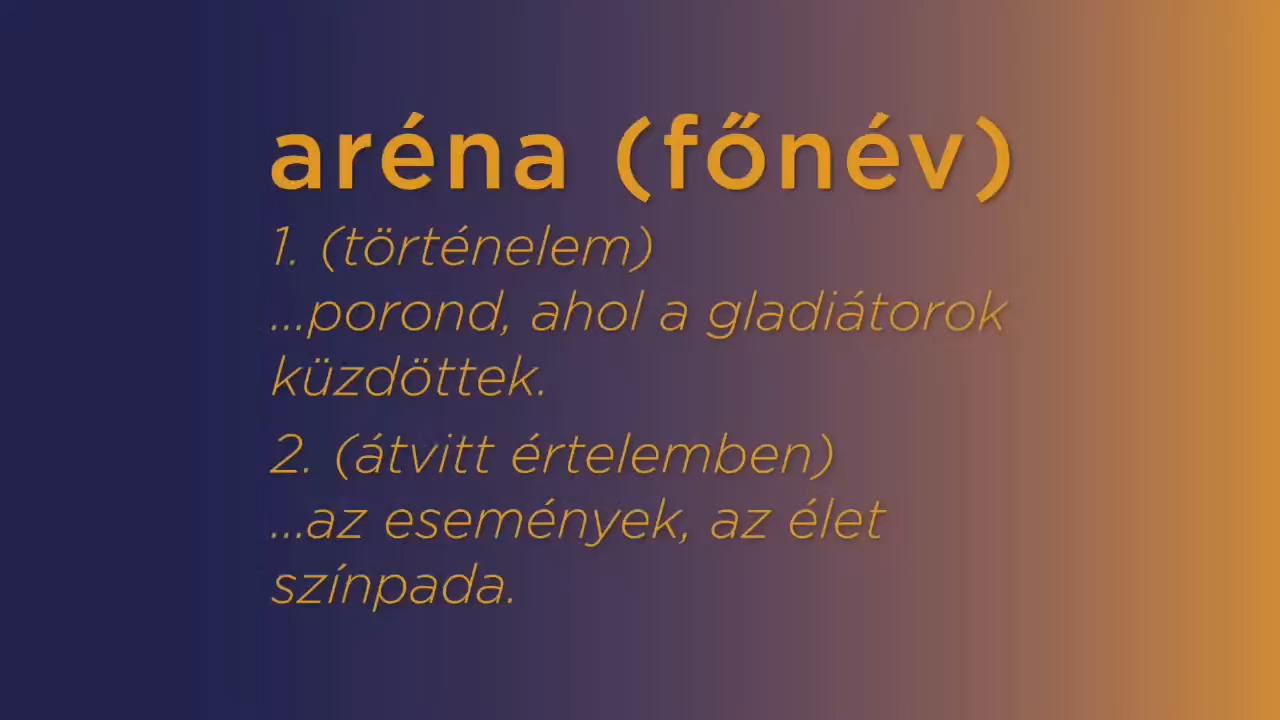 aréna (főnév)
1. (történelem)
...porond, ahol a gladiátorok
küzdöttek.
2. (átvitt értelemben)
...az események, az élet
színpada.